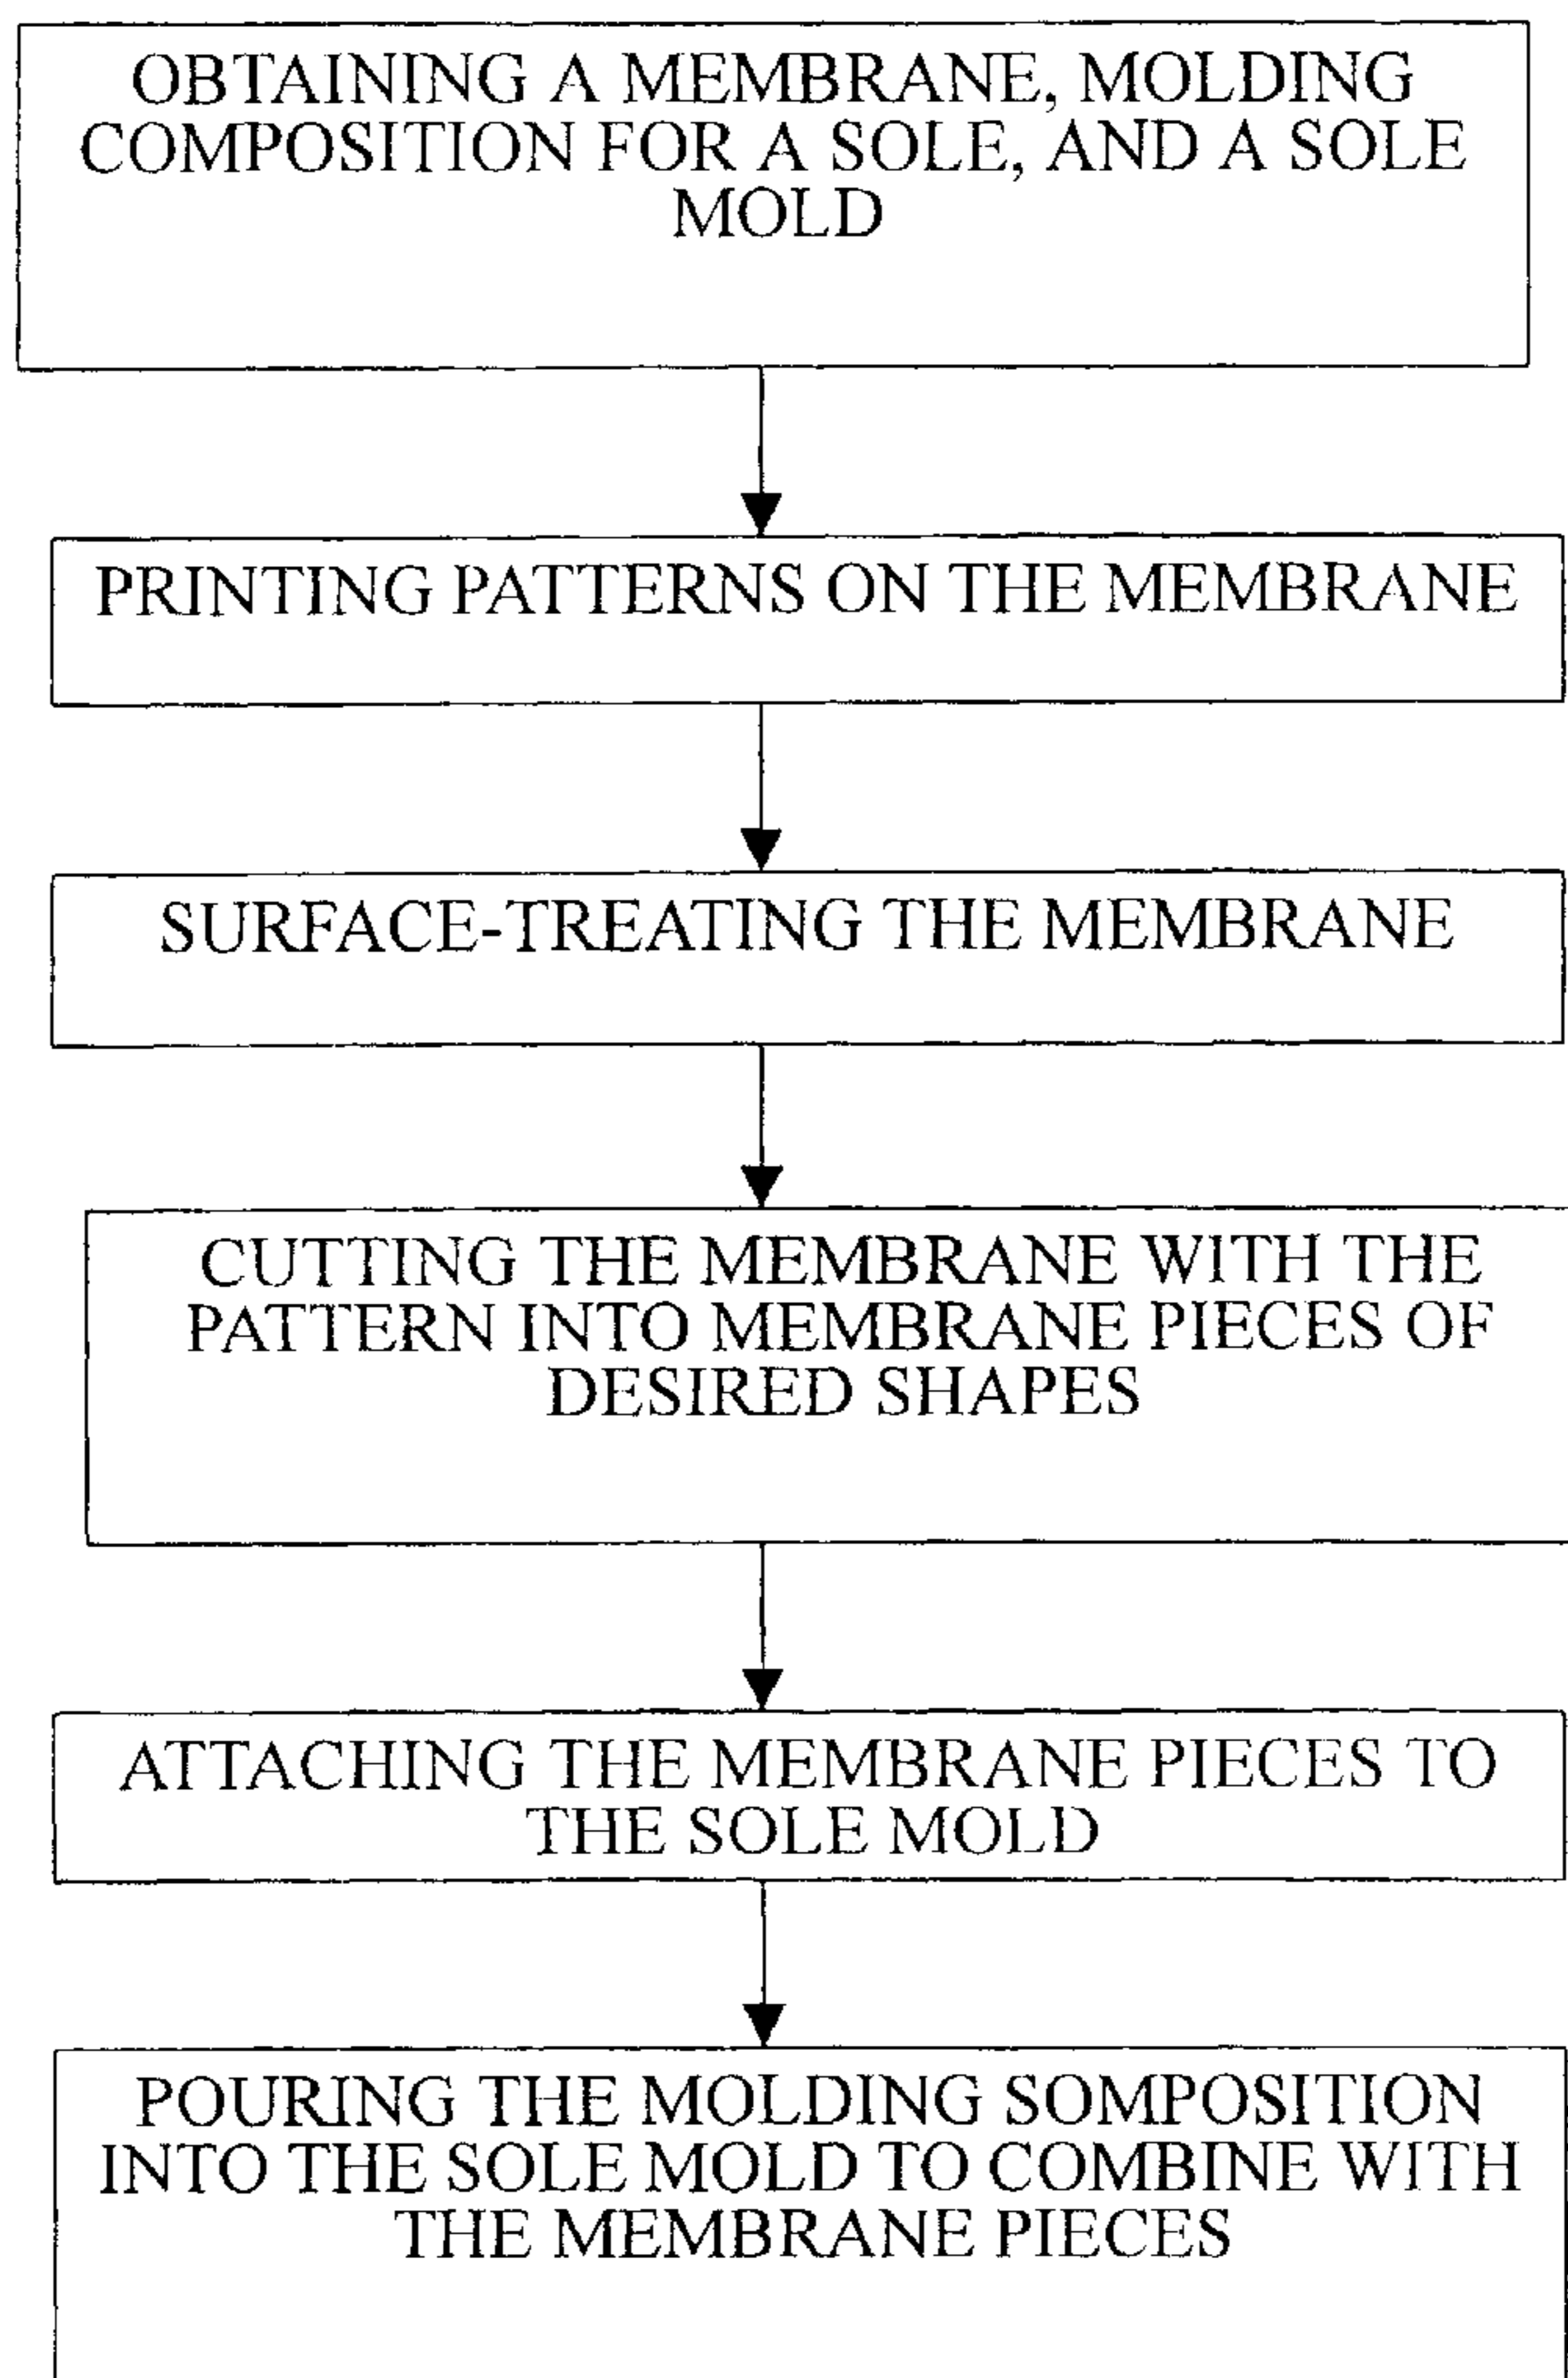 OBTAINING A MEMBRANE, MOLDING
COMPOSITION FOR A SOLE, AND A SOLE
MOLD
PRINTING PATTERNS ON THE MEMBRANE
SURFACE-TREATING THE MEMBRANE
CUTTING THE MEMBRANE WITH THE
PATTERN INTO MEMBRANE PIECES OF
DESIRED SHAPES
ATTACHING THE MEMBRANE PIECES TO
THE SOLE MOLD
POURING THE MOLDING SOMPOSITION
INTO THE SOLE MOLD TO COMBINE WITH
THE MEMBRANE PIECES